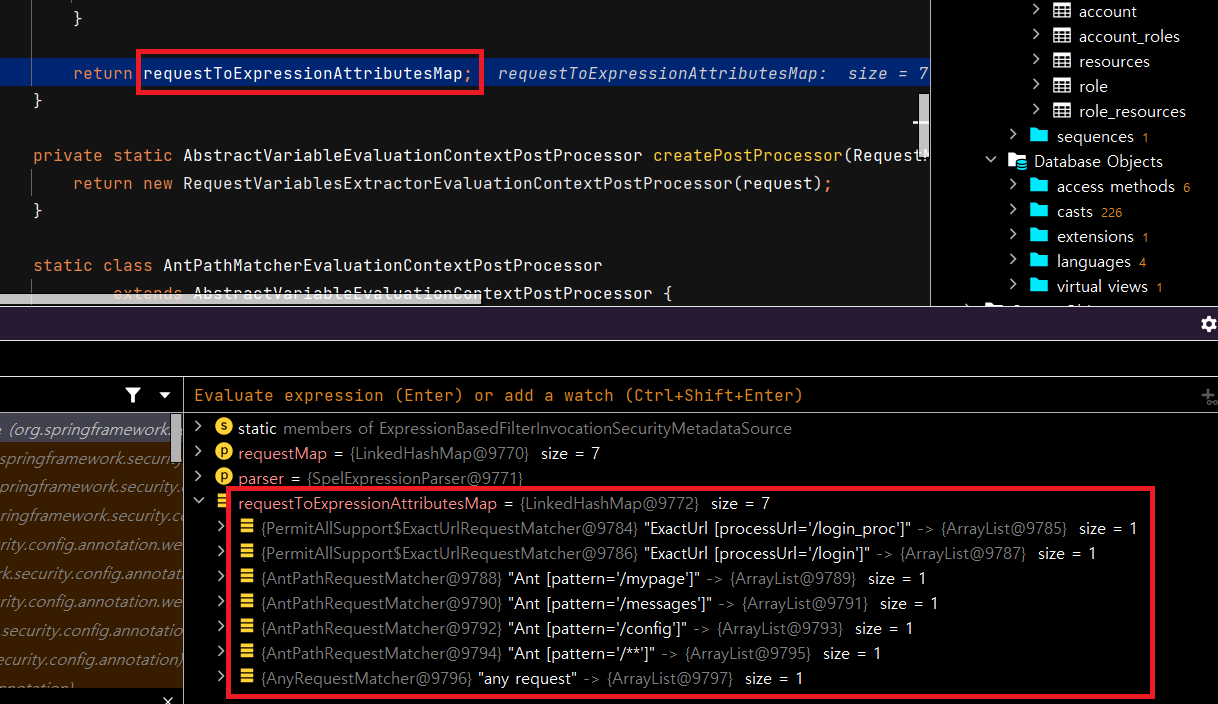 }
return requestToExpressionAttributesMap; requestToExpressionAttributesMap: size = 7
}
private static AbstractVariableEvaluationContextPostProcessor createPostProcessor(Request
return new RequestVariablesExtractorEvaluationContextPostProcessor(request);
}
static class AntPathMatcherEvaluationContextPostProcessor
extends AbstractVariableEvaluationContextPostProcessor {
account
account_roles
resources
role
role_resources
sequences 1
Database Objects
access methods 6
casts 226
extensions 1
languages 4
virtual views 1
Evaluate expression (Enter) or add a watch (Ctrl+Shift+Enter)
(org.springframework.
springframework.security.
pringframework.security.
ringframework.security.co
urity.config.annotation.we
rk.security.config.annotati
rity.config.annotation.we
.security.config.annotatio
ecurity.config.annotation)
nnotation)
s static members of ExpressionBasedFilterInvocationSecurityMetadataSource
p requestMap = {LinkedHashMap@9770} size = 7
p parser = {SpelExpressionParser@9771}
requestToExpressionAttributesMap = {LinkedHashMap@9772} size = 7
{PermitAllSupport$ExactUrlRequestMatcher@9784} "ExactUrl [processUrl='/login_proc']" -> {ArrayList@9785} size = 1
{PermitAllSupport$ExactUrlRequestMatcher@9786} "ExactUrl [processUrl='/login']" -> {ArrayList@9787} size = 1
{AntPathRequestMatcher@9788} "Ant [pattern='/mypage']" -> {ArrayList@9789} size = 1
{AntPathRequestMatcher@9790} "Ant [pattern='/messages']" -> {ArrayList@9791} size = 1
{AntPathRequestMatcher@9792} "Ant [pattern='/config']" -> {ArrayList@9793} size = 1
{AntPathRequestMatcher@9794} "Ant [pattern='/**']" -> {ArrayList@9795} size = 1
{AnyRequestMatcher@9796} "any request" -> {ArrayList@9797} size = 1